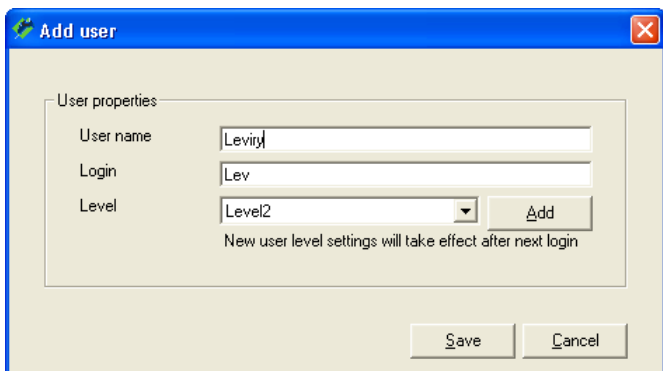 Add user
User properties
User name Leviry
Login Lev
Level Level2 Add
New user level settings will take effect after next login
Save Cancel